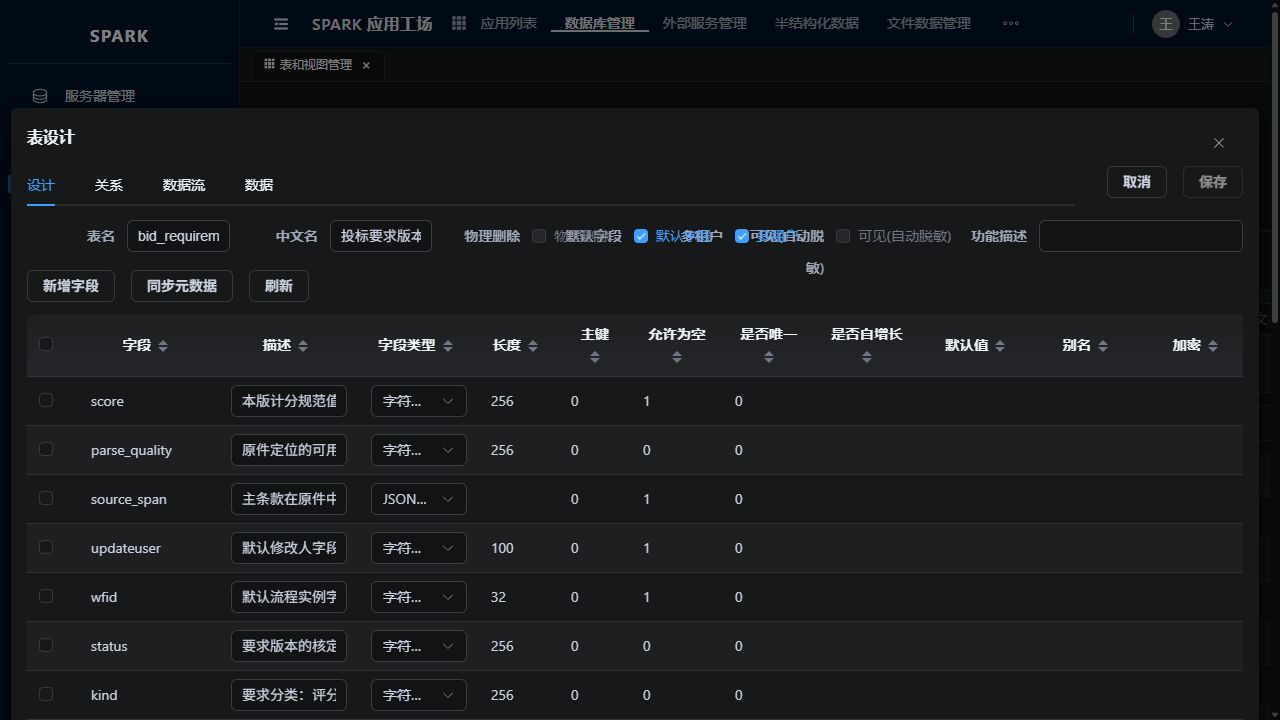 SPARK
SPARK 应用工场
应用列表
数据库管理
外部服务管理
半结构化数据
文件数据管理
王
王涛
表和视图管理
服务器管理
表设计
设计
关系
数据流
数据
取消
保存
表名
bid_requirem
中文名
投标要求版本
物理删除
默认字段
多租户
可见(自动脱敏)
可见(自动脱敏)
功能描述
新增字段
同步元数据
刷新
字段 描述 字段类型 长度 主键 允许为空 是否唯一 是否自增长 默认值 别名 加密
score 本版计分规范值 字符... 256 0 1 0
parse_quality 原件定位的可用 字符... 256 0 0 0
source_span 主条款在原件中 JSON... 0 1 0
updateuser 默认修改人字段 字符... 100 0 1 0
wfid 默认流程实例字 字符... 32 0 1 0
status 要求版本的核定 字符... 256 0 0 0
kind 要求分类：评分 字符... 256 0 0 0